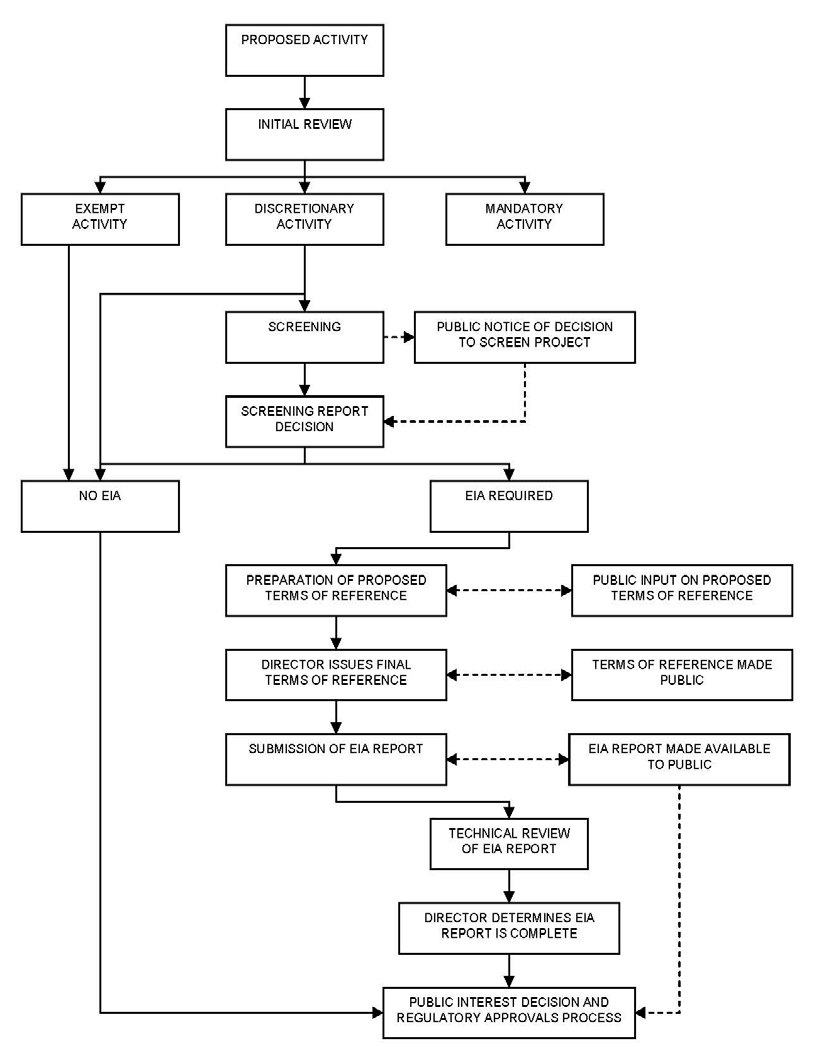 PROPOSED ACTIVITY
INITIAL REVIEW
EXEMPT
ACTIVITY
DISCRETIONARY
ACTIVITY
MANDATORY
ACTIVITY
SCREENING
PUBLIC NOTICE OF DECISION
TO SCREEN PROJECT
SCREENING REPORT
DECISION
NO EIA
EIA REQUIRED
PREPARATION OF PROPOSED
TERMS OF REFERENCE
PUBLIC INPUT ON PROPOSED
TERMS OF REFERENCE
DIRECTOR ISSUES FINAL
TERMS OF REFERENCE
TERMS OF REFERENCE MADE
PUBLIC
SUBMISSION OF EIA REPORT
EIA REPORT MADE AVAILABLE
TO PUBLIC
TECHNICAL REVIEW
OF EIA REPORT
DIRECTOR DETERMINES EIA
REPORT IS COMPLETE
PUBLIC INTEREST DECISION AND
REGULATORY APPROVALS PROCESS